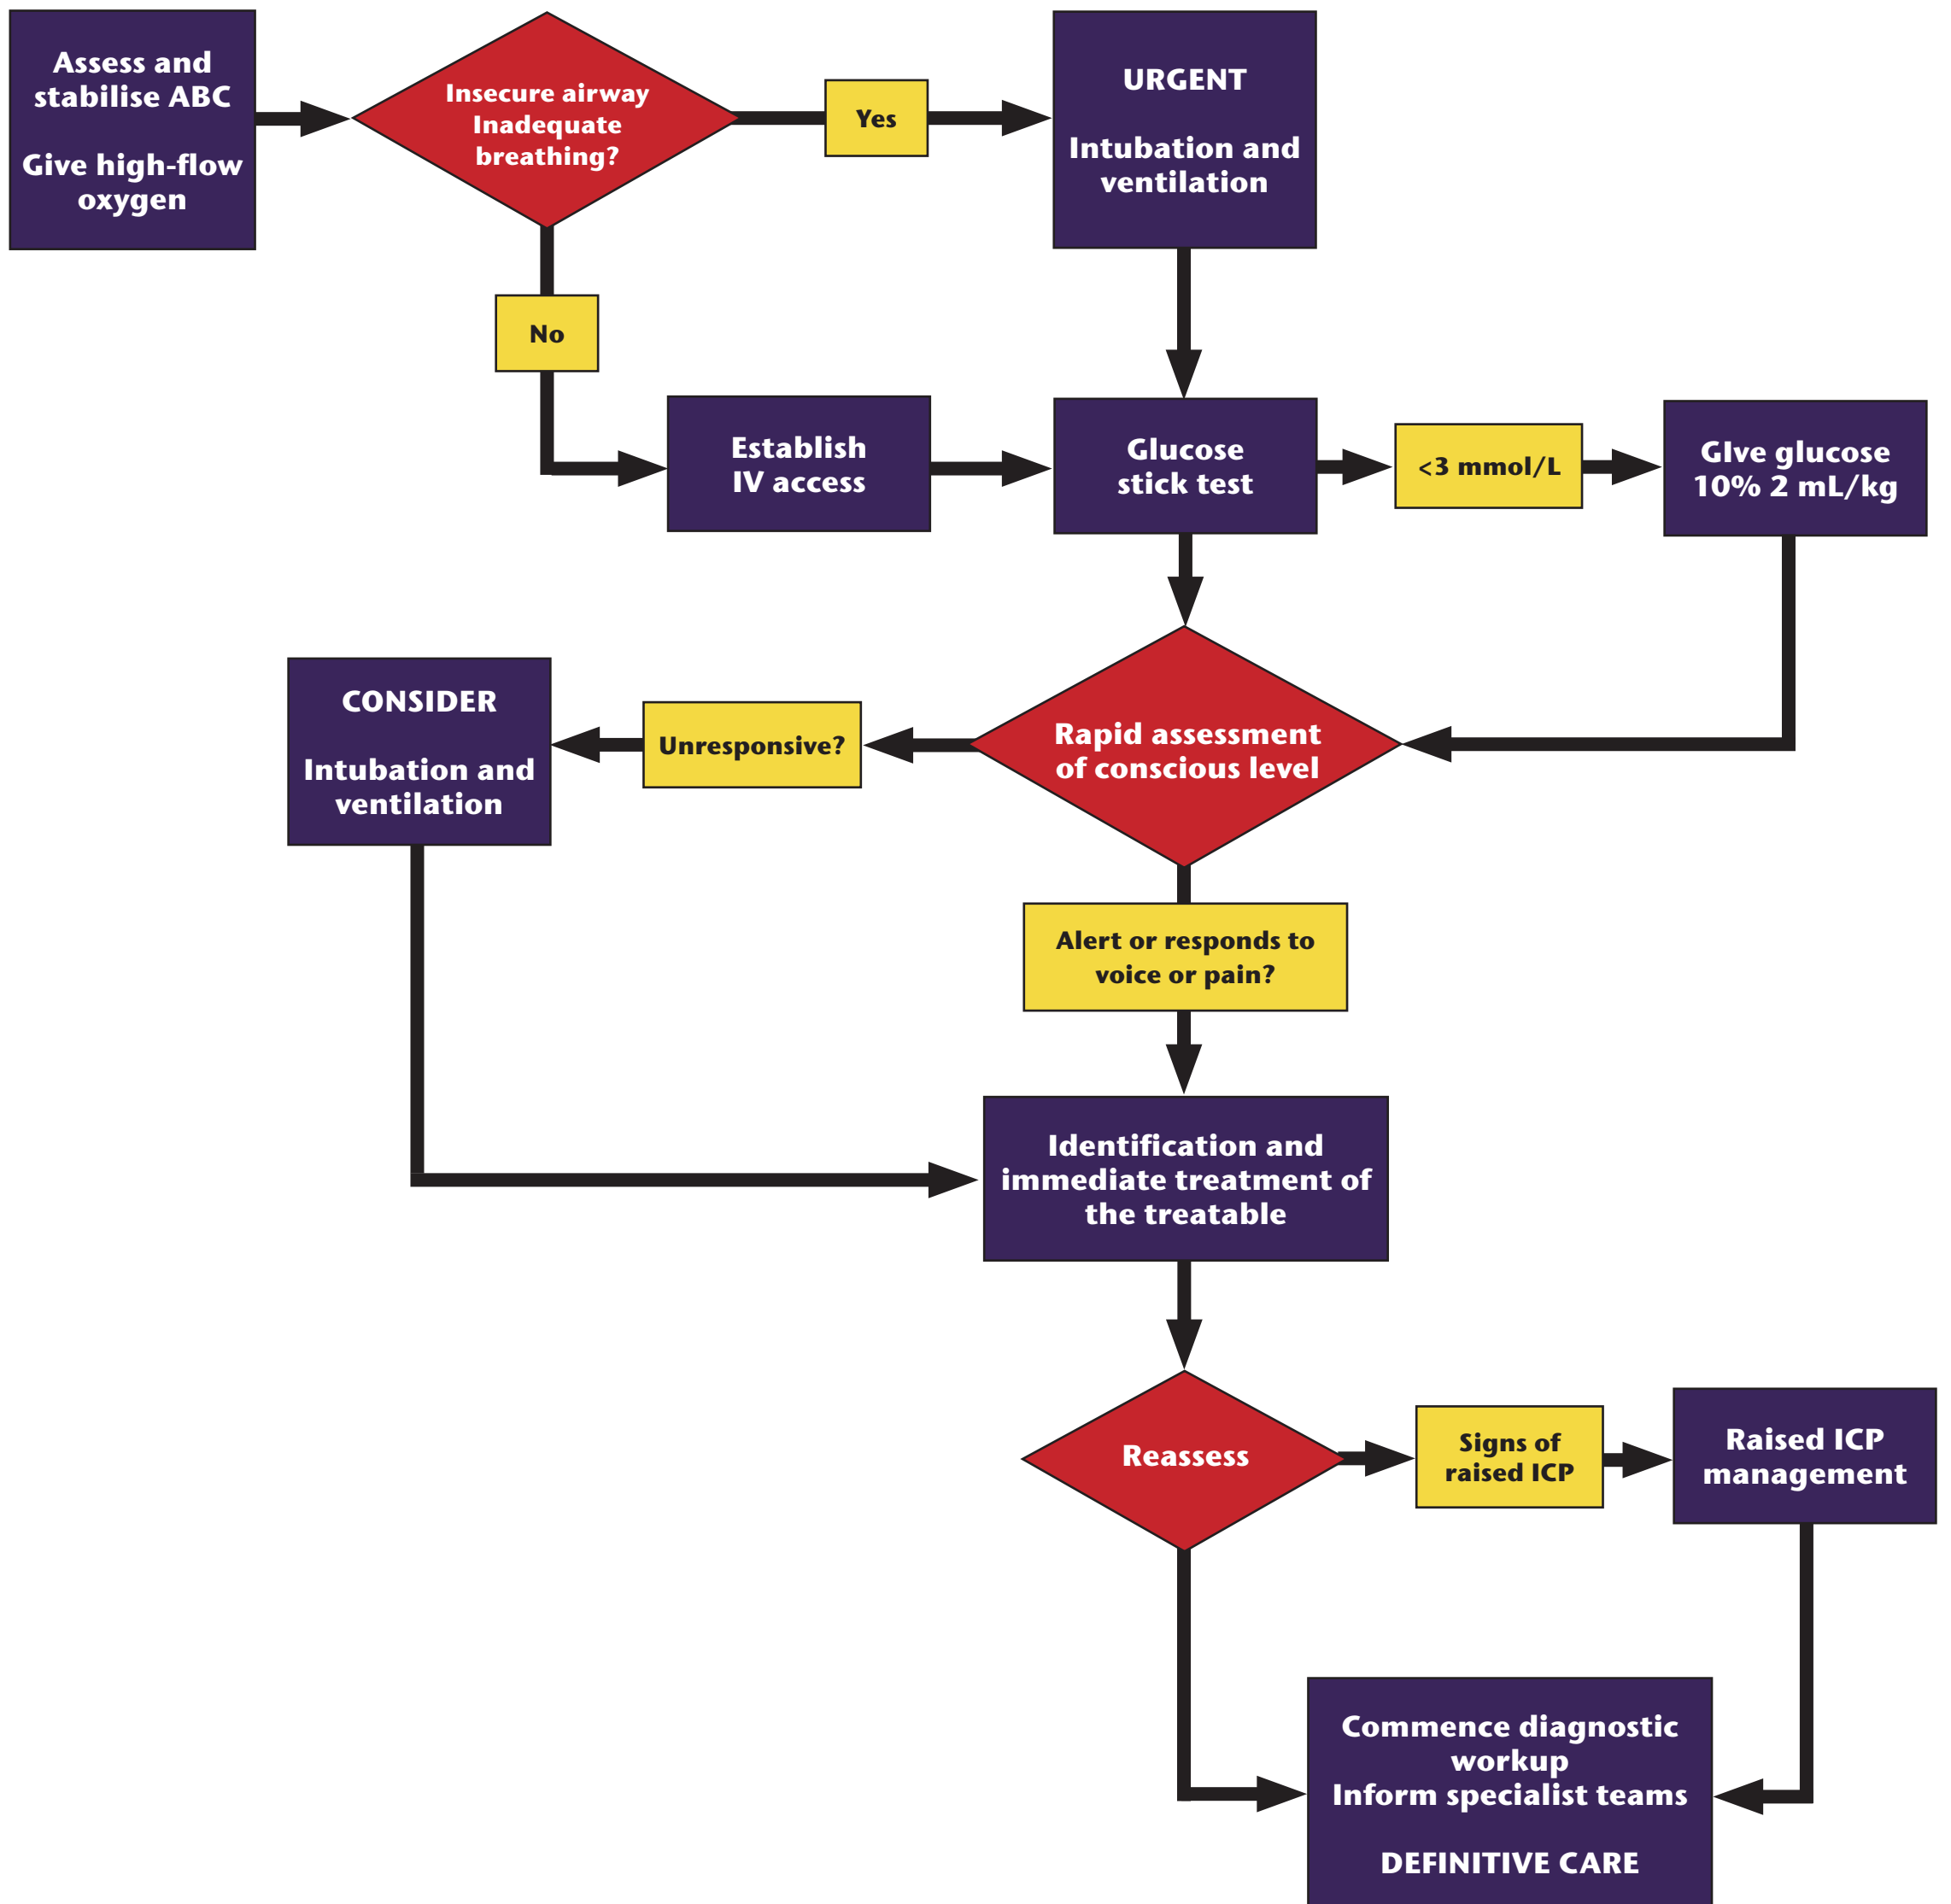 Assess and
stabilise ABC
Give high-flow
oxygen
Insecure airway
Inadequate
breathing?
Yes
URGENT
Intubation and
ventilation
No
Establish
IV access
Glucose
stick test
<3 mmol/L
GIve glucose
10% 2 mL/kg
CONSIDER
Intubation and
ventilation
Unresponsive?
Rapid assessment
of conscious level
Alert or responds to
voice or pain?
Identification and
immediate treatment of
the treatable
Reassess
Signs of
raised ICP
Raised ICP
management
Commence diagnostic
workup
Inform specialist teams
DEFINITIVE CARE